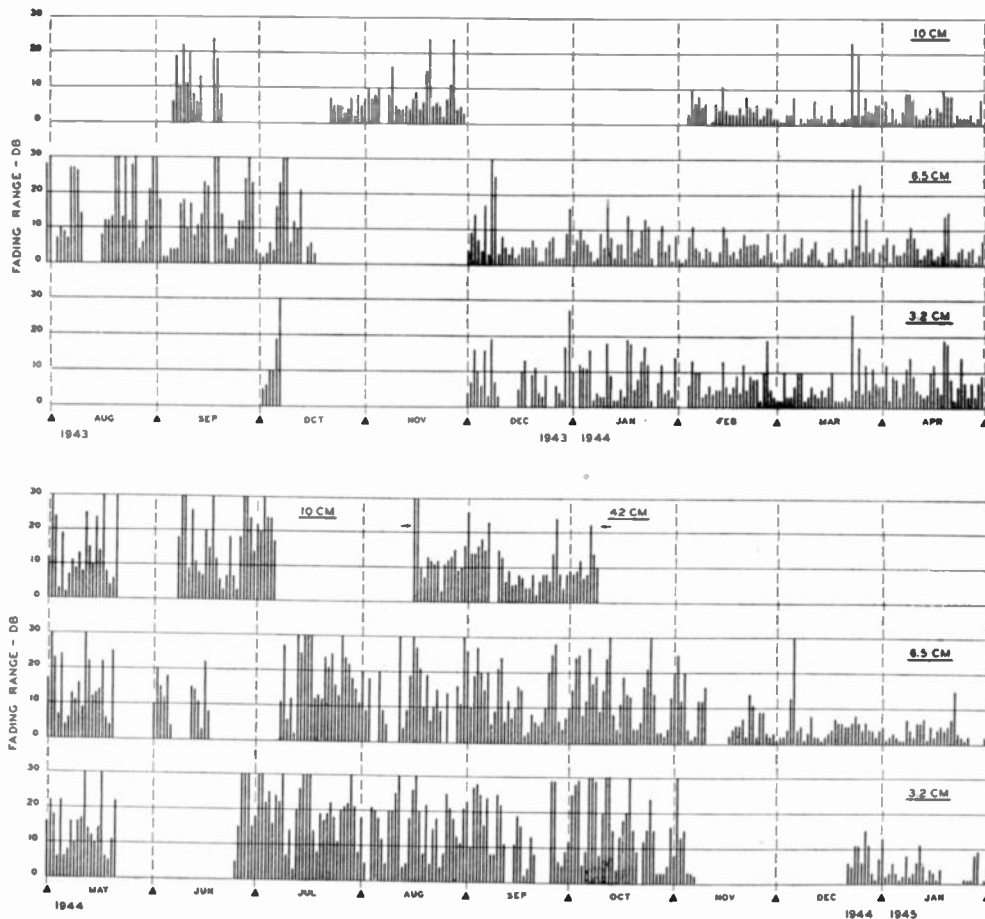 30
20
10
0
10 CM
FADING RANGE - DB
30
20
10
0
6.5 CM
30
20
10
0
3.2 CM
AUG SEP OCT NOV DEC JAN FEB MAR APR
1943 1943 1944
30
20
10
0
10 CM 42 CM
FADING RANGE - DB
30
20
10
0
6.5 CM
30
20
10
0
3.2 CM
MAY JUN JUL AUG SEP OCT NOV DEC JAN
1944 1944 1945